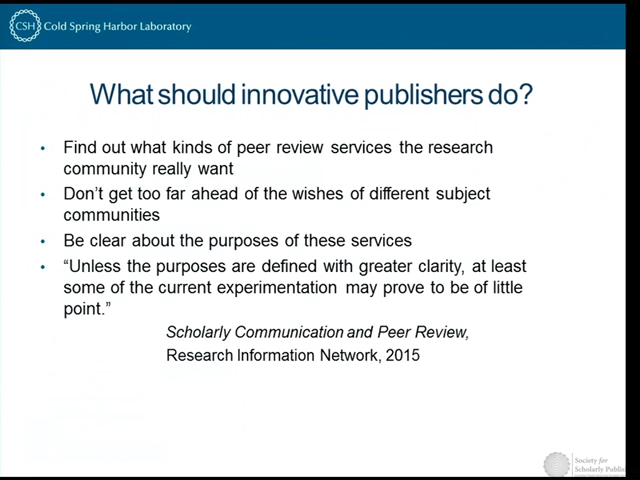 CSH Cold Spring Harbor Laboratory
What should innovative publishers do?
• Find out what kinds of peer review services the research
community really want
• Don't get too far ahead of the wishes of different subject
communities
• Be clear about the purposes of these services
• “Unless the purposes are defined with greater clarity, at least
some of the current experimentation may prove to be of little
point.”
Scholarly Communication and Peer Review,
Research Information Network, 2015
Society for
Scholarly Publis